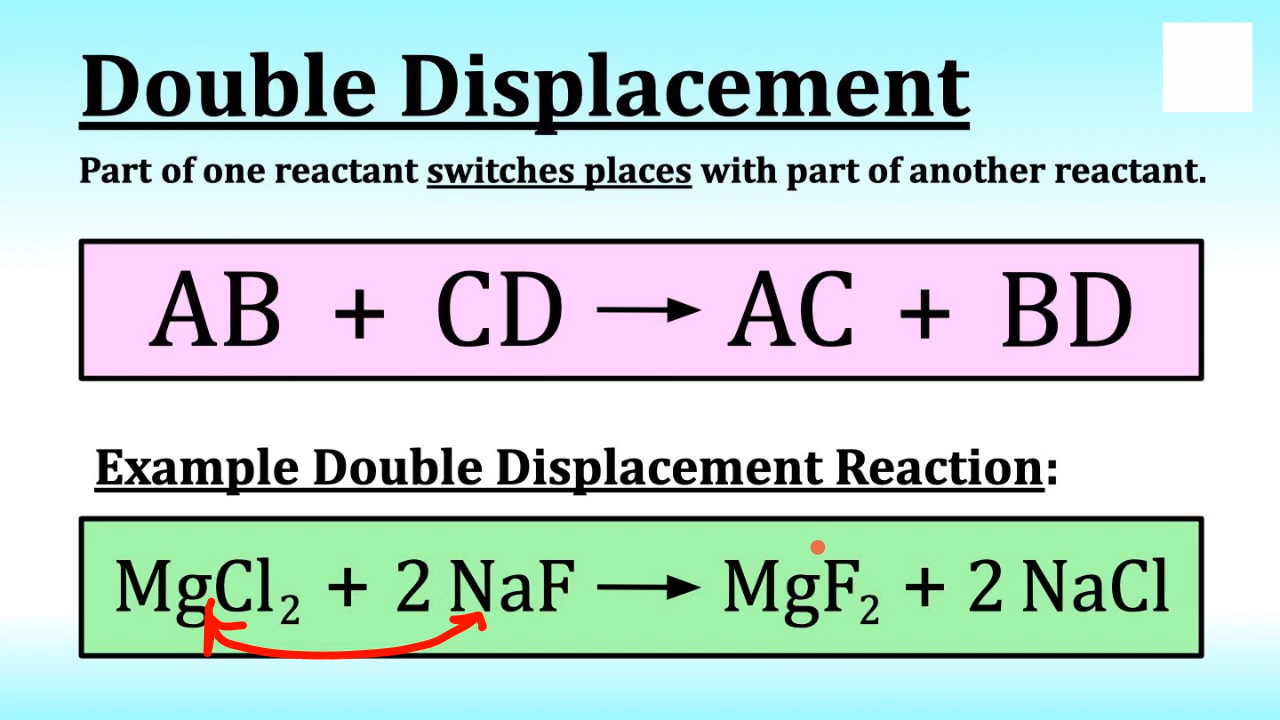 Double Displacement
Part of one reactant switches places with part of another reactant.
AB + CD → AC + BD
Example Double Displacement Reaction:
MgCl₂ + 2 NaF → MgF₂ + 2 NaCl